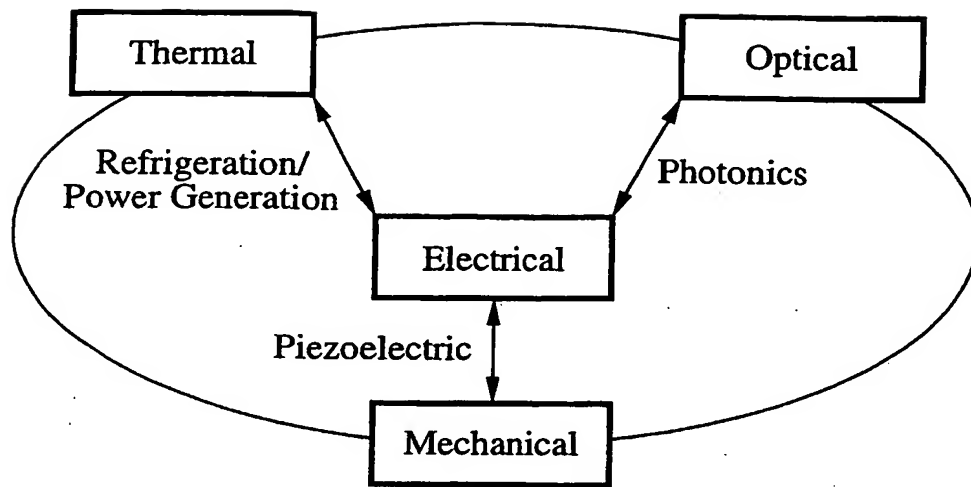 Thermal
Optical
Refrigeration/
Power Generation
Photonics
Electrical
Piezoelectric
Mechanical